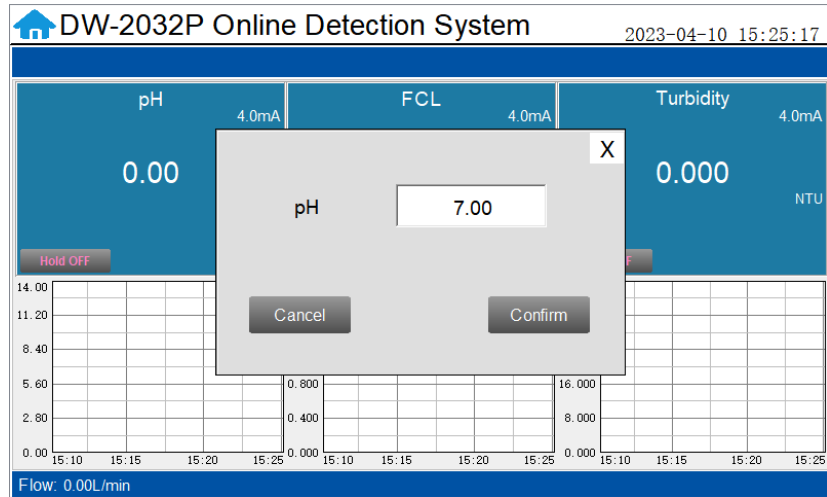 DW-2032P Online Detection System
2023-04-10 15:25:17
pH
4.0mA
0.00
Hold OFF
FCL
4.0mA
Turbidity
4.0mA
0.000
NTU
X
pH
7.00
Cancel
Confirm
14.00
11.20
8.40
5.60
2.80
0.00
15:10 15:15 15:20 15:25
0.800
0.400
0.000
15:10 15:15 15:20 15:25
16.000
8.000
0.000
15:10 15:15 15:20 15:25
Flow: 0.00L/min